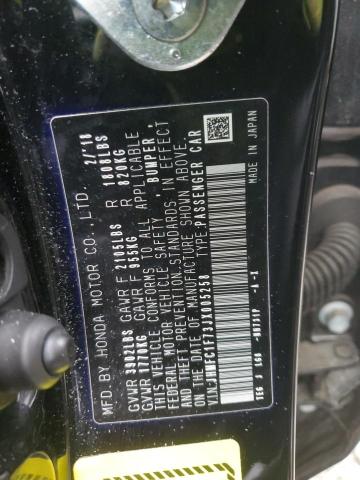 MFD BY HONDA MOTOR CO.,LTD. 2/'18
GVWR 3902LBS GAWR F 2105LBS R 1808LBS
GVWR 1770KG GAWR F 955KG R 820KG
THIS VEHICLE CONFORMS TO ALL APPLICABLE
FEDERAL MOTOR VEHICLE SAFETY, BUMPER,
THEFT PREVENTION STANDARDS IN EFFECT
ON THE DATE OF MANUFACTURE SHOWN ABOVE.
TYPE:PASSENGER CAR
MADE IN JAPAN